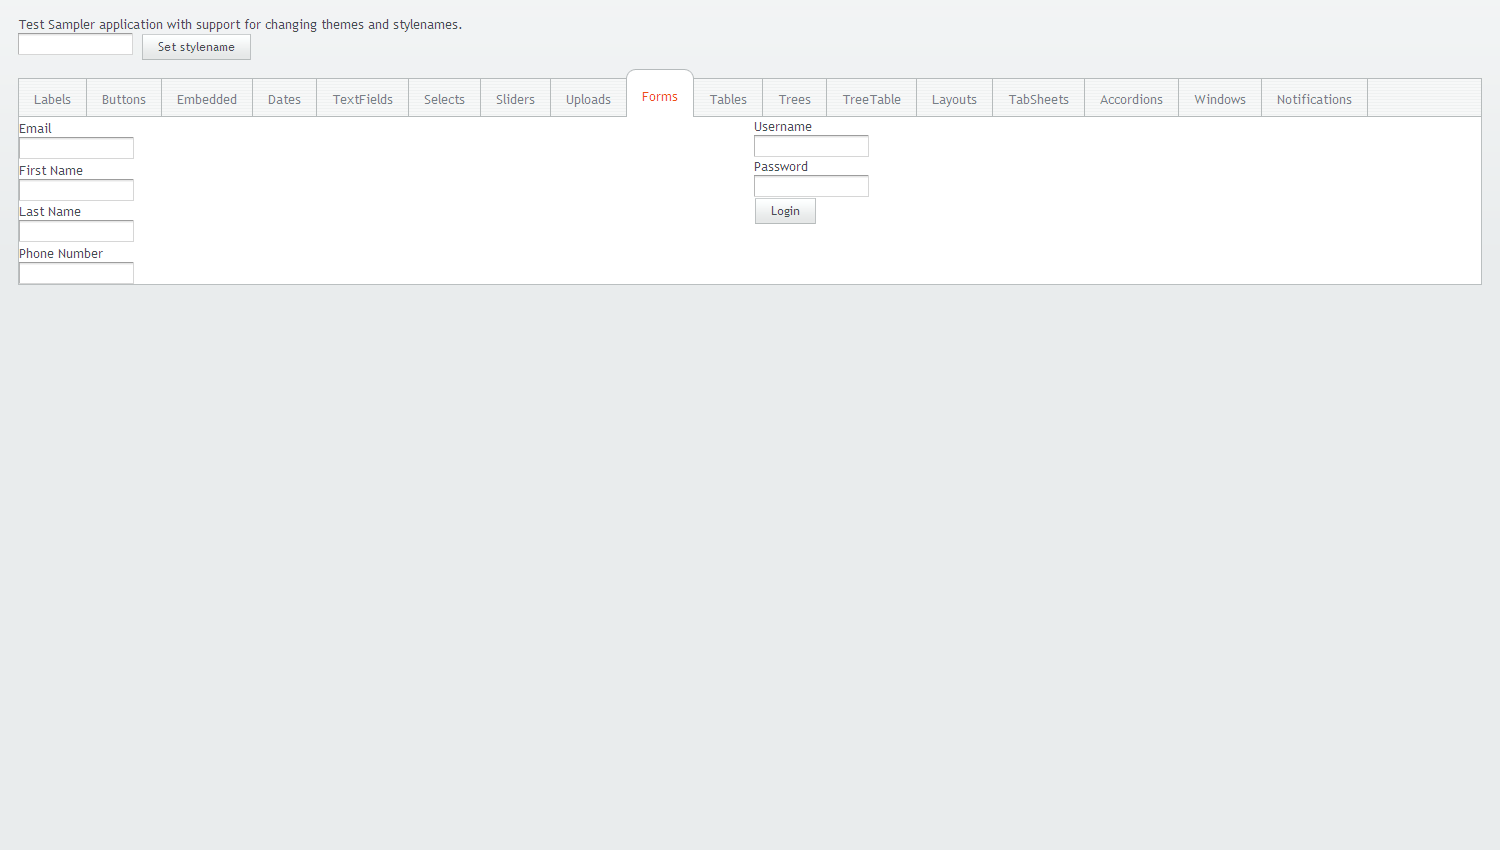 Test Sampler application with support for changing themes and stylenames.
Set stylename
Labels Buttons Embedded Dates TextFields Selects Sliders Uploads Forms Tables Trees TreeTable Layouts TabSheets Accordions Windows Notifications
Email
First Name
Last Name
Phone Number
Username
Password
Login